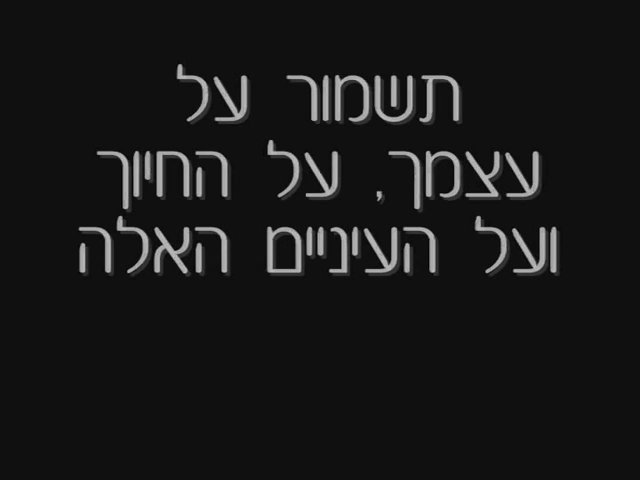 תשמור על
עצמך, על החיוך
ועל העיניים האלה